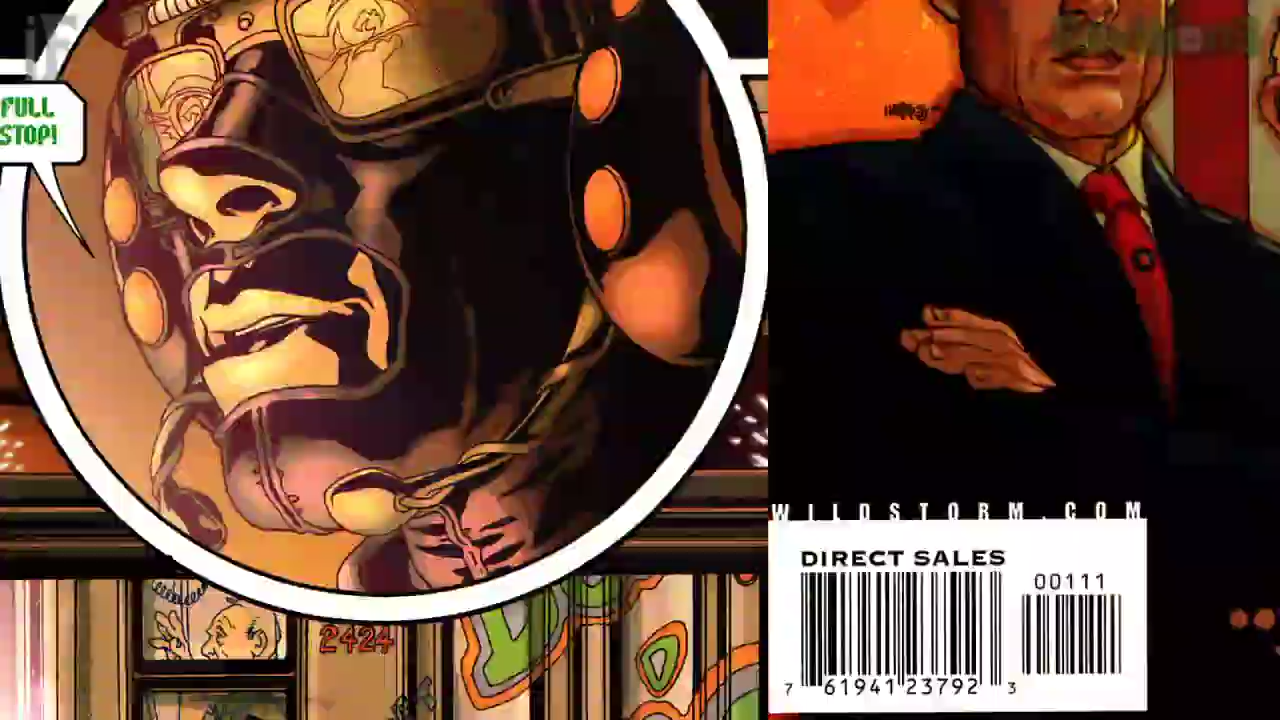 FULL
STOP!
2424
WILDSTORM.COM
DIRECT SALES
00111
7 61941 23792 3